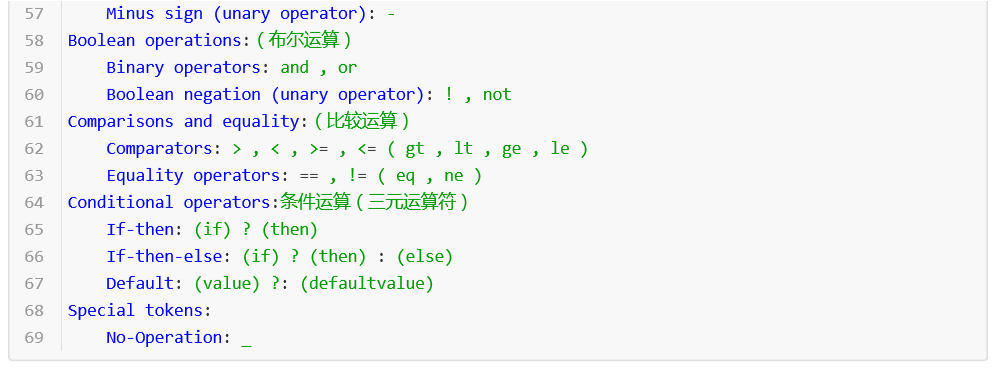 57 Minus sign (unary operator): -
58 Boolean operations:(布尔运算)
59 Binary operators: and , or
60 Boolean negation (unary operator): ! , not
61 Comparisons and equality:(比较运算)
62 Comparators: > , < , >= , <= ( gt , lt , ge , le )
63 Equality operators: == , != ( eq , ne )
64 Conditional operators:条件运算(三元运算符)
65 If-then: (if) ? (then)
66 If-then-else: (if) ? (then) : (else)
67 Default: (value) ?: (defaultvalue)
68 Special tokens:
69 No-Operation: _